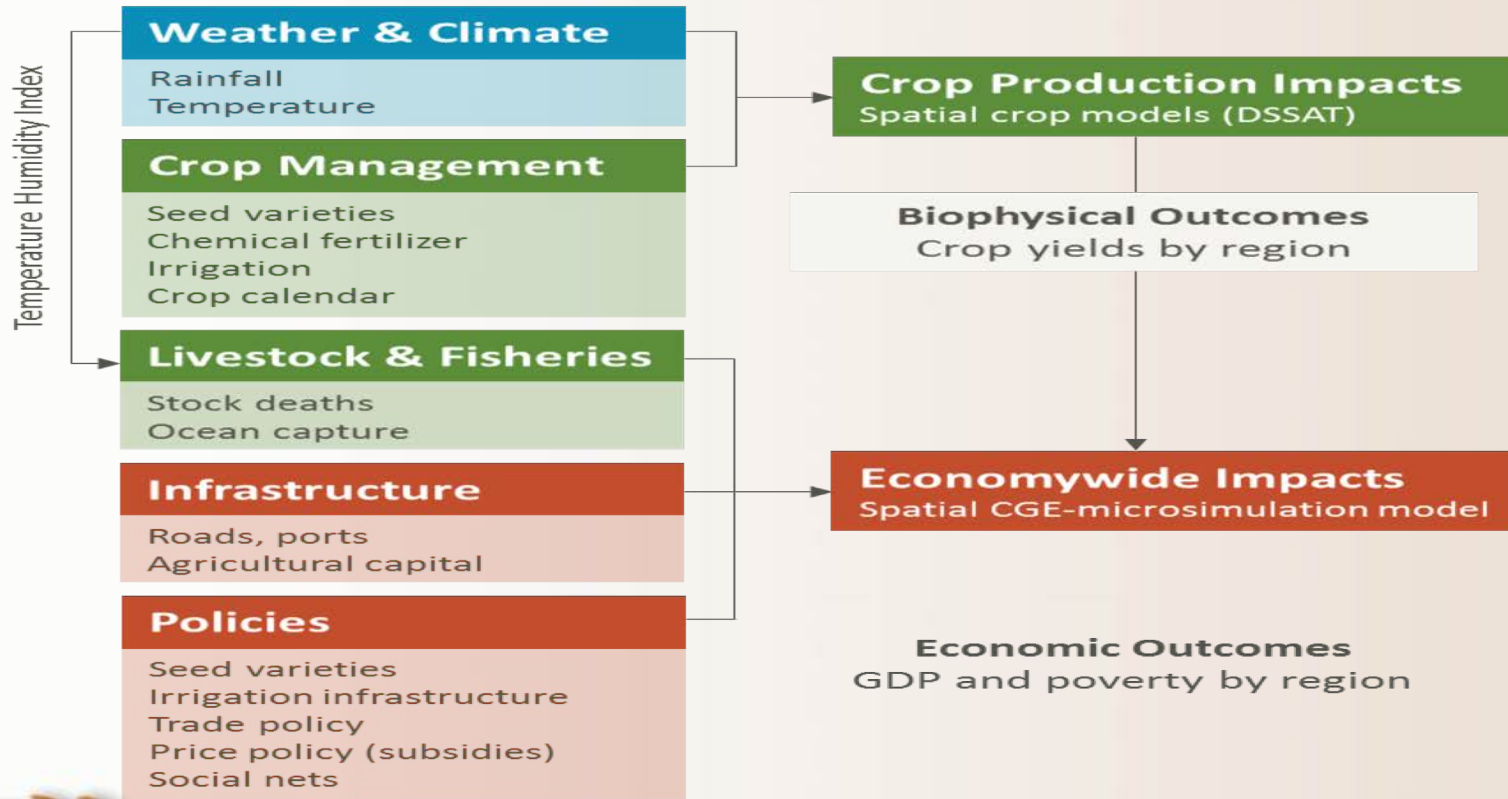 Temperature Humidity Index
Weather & Climate
Rainfall
Temperature
Crop Management
Seed varieties
Chemical fertilizer
Irrigation
Crop calendar
Livestock & Fisheries
Stock deaths
Ocean capture
Infrastructure
Roads, ports
Agricultural capital
Policies
Seed varieties
Irrigation infrastructure
Trade policy
Price policy (subsidies)
Social nets
Crop Production Impacts
Spatial crop models (DSSAT)
Biophysical Outcomes
Crop yields by region
Economywide Impacts
Spatial CGE-microsimulation model
Economic Outcomes
GDP and poverty by region